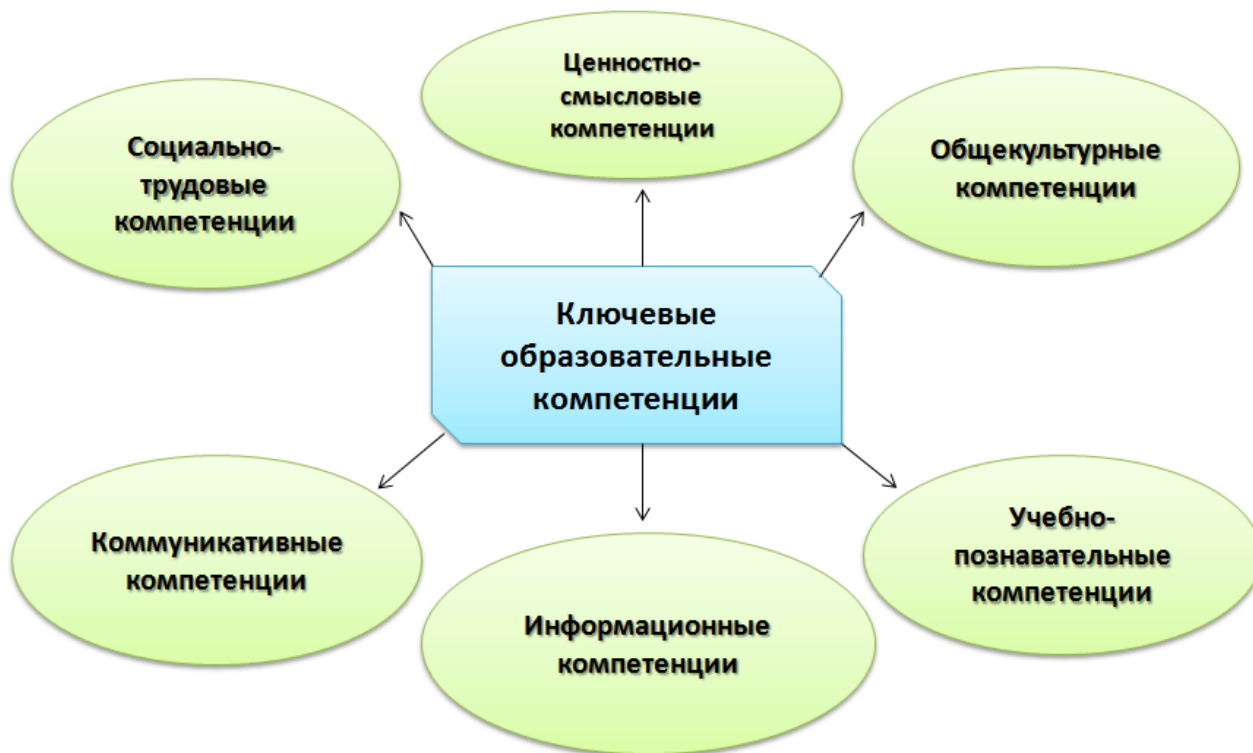 Ценностно-
смысловые
компетенции
Социально-
трудовые
компетенции
Общекультурные
компетенции
Ключевые
образовательные
компетенции
Коммуникативные
компетенции
Учебно-
познавательные
компетенции
Информационные
компетенции